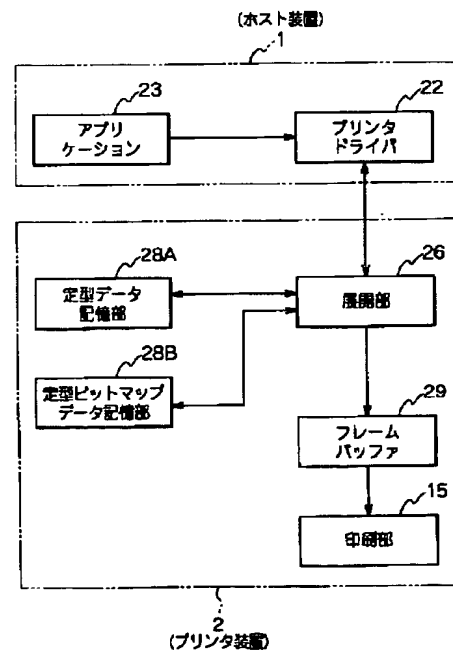 (ホスト装置)
1
23
アプリ
ケーション
22
プリンタ
ドライバ
28A
定型データ
記憶部
26
展開部
28B
定型ビットマップ
データ記憶部
29
フレーム
バッファ
15
印刷部
2
(プリンタ装置)